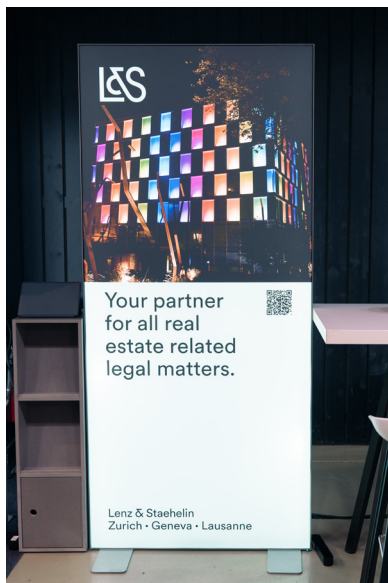 L&S
Your partner
for all real
estate related
legal matters.
Lenz & Staehelin
Zurich • Geneva • Lausanne